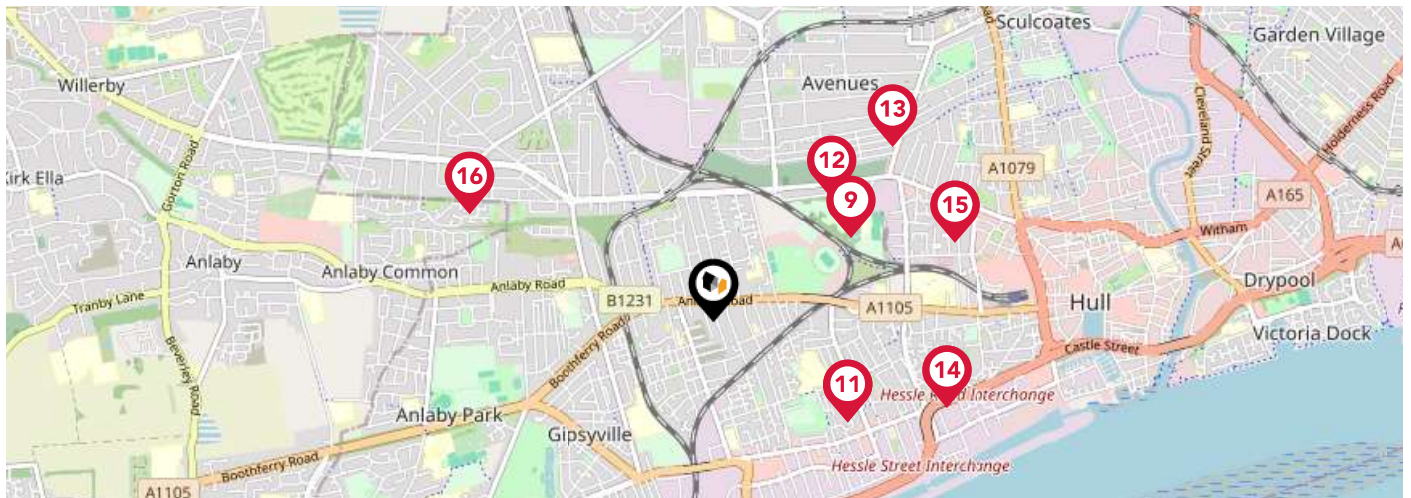 Sculcoates
Garden Village
Willerby
Avenues
Holderness Road
Cleveland Street
13
12
A1079
Gorton Road
Kirk Ella
16
9
15
A165
Witham
Anlaby
Anlaby Common
Anlaby Road
Drypool
Tranby Lane
B1231
A1105
Hull
Victoria Dock
Castle Street
Beverley Road
Boothferry Road
11
14
Hessle Road Interchange
Anlaby Park
Gipsyville
Boothferry Road
Hessle Street Interchange
A1105